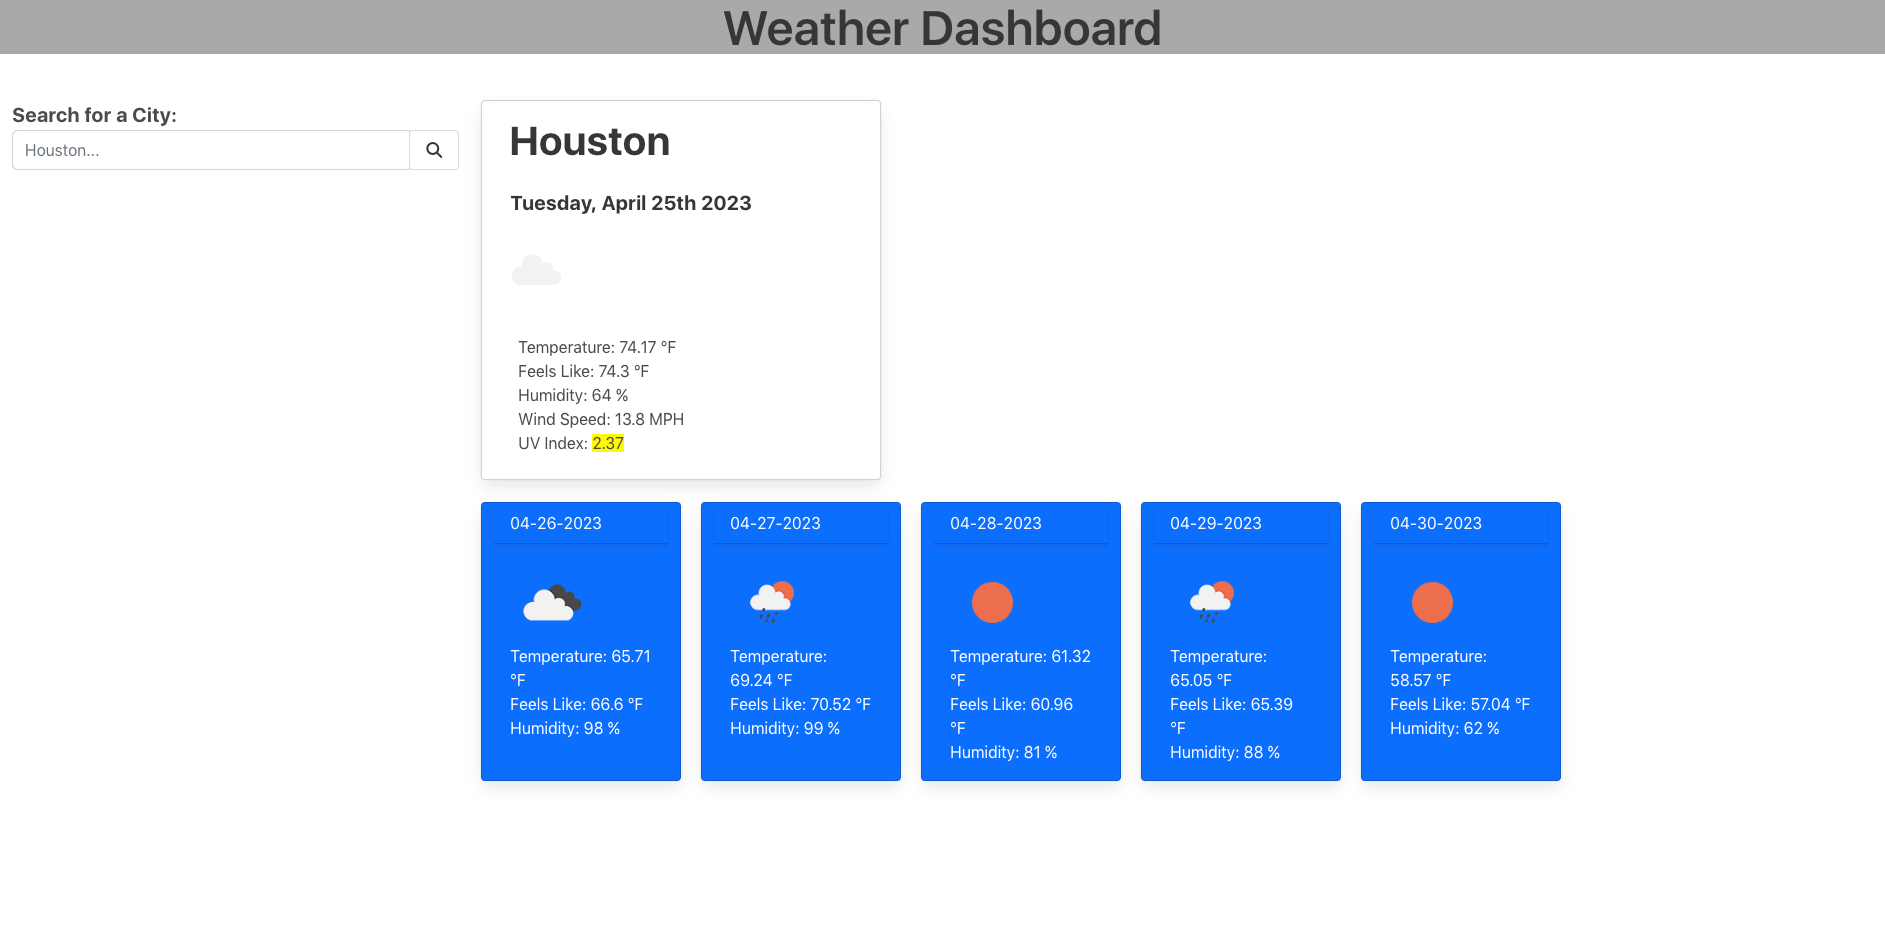 Weather Dashboard
Search for a City:
Houston...
Houston
Tuesday, April 25th 2023
Temperature: 74.17 °F
Feels Like: 74.3 °F
Humidity: 64 %
Wind Speed: 13.8 MPH
UV Index: 2.37
04-26-2023
Temperature: 65.71
°F
Feels Like: 66.6 °F
Humidity: 98 %
04-27-2023
Temperature:
69.24 °F
Feels Like: 70.52 °F
Humidity: 99 %
04-28-2023
Temperature: 61.32
°F
Feels Like: 60.96
°F
Humidity: 81 %
04-29-2023
Temperature:
65.05 °F
Feels Like: 65.39
°F
Humidity: 88 %
04-30-2023
Temperature:
58.57 °F
Feels Like: 57.04 °F
Humidity: 62 %